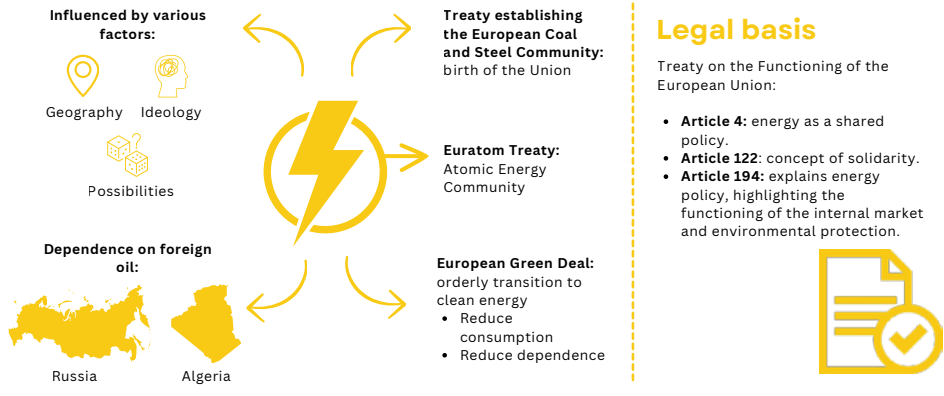 Influenced by various
factors:
Geography
Ideology
Possibilities
Dependence on foreign
oil:
Russia
Algeria
Treaty establishing
the European Coal
and Steel Community:
birth of the Union
Euratom Treaty:
Atomic Energy
Community
European Green Deal:
orderly transition to
clean energy
• Reduce
consumption
• Reduce dependence
Legal basis
Treaty on the Functioning of the
European Union:
• Article 4: energy as a shared
policy.
• Article 122: concept of solidarity.
• Article 194: explains energy
policy, highlighting the
functioning of the internal market
and environmental protection.